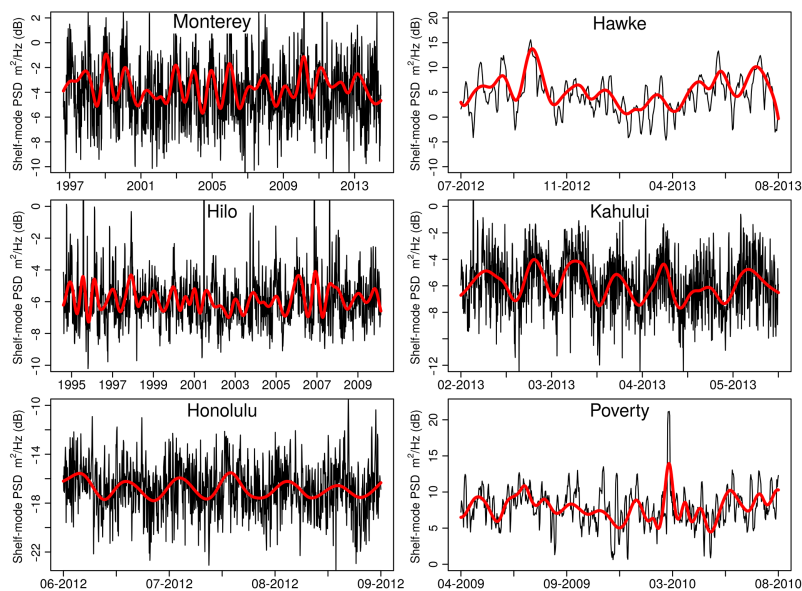 Monterey
Shelf-mode PSD m²/Hz (dB)
2
0
-2
-4
-6
-8
-10
1997 2001 2005 2009 2013
Hawke
Shelf-mode PSD m²/Hz (dB)
20
15
10
5
0
-5
-10
07-2012 11-2012 04-2013 08-2013
Hilo
Shelf-mode PSD m²/Hz (dB)
0
-2
-4
-6
-8
-10
1995 1997 1999 2001 2003 2005 2007 2009
Kahului
Shelf-mode PSD m²/Hz (dB)
0
-2
-4
-6
-8
-12
02-2013 03-2013 04-2013 05-2013
Honolulu
Shelf-mode PSD m²/Hz (dB)
-10
-14
-18
-22
06-2012 07-2012 08-2012 09-2012
Poverty
Shelf-mode PSD m²/Hz (dB)
20
15
10
5
0
04-2009 09-2009 03-2010 08-2010